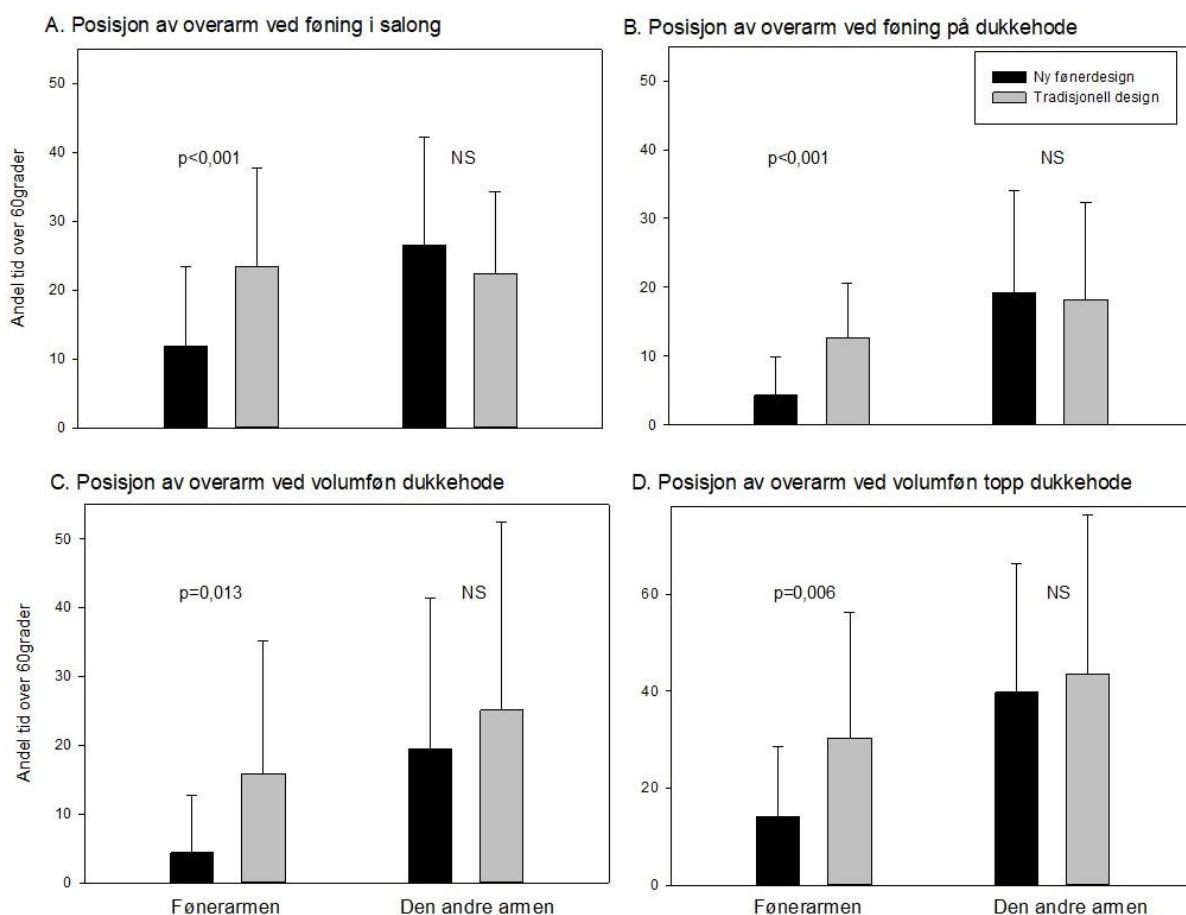 A. Posisjon av overarm ved føning i salong
Andel tid over 60grader
50
40
30
20
10
0
p<0,001
NS
B. Posisjon av overarm ved føning på dukkehode
50
40
30
20
10
0
Ny fønerdesign
Tradisjonell design
p<0,001
NS
C. Posisjon av overarm ved volumføn dukkehode
Andel tid over 60grader
50
40
30
20
10
0
p=0,013
NS
Fønerarmen
Den andre armen
D. Posisjon av overarm ved volumføn topp dukkehode
60
40
20
0
p=0,006
NS
Fønerarmen
Den andre armen